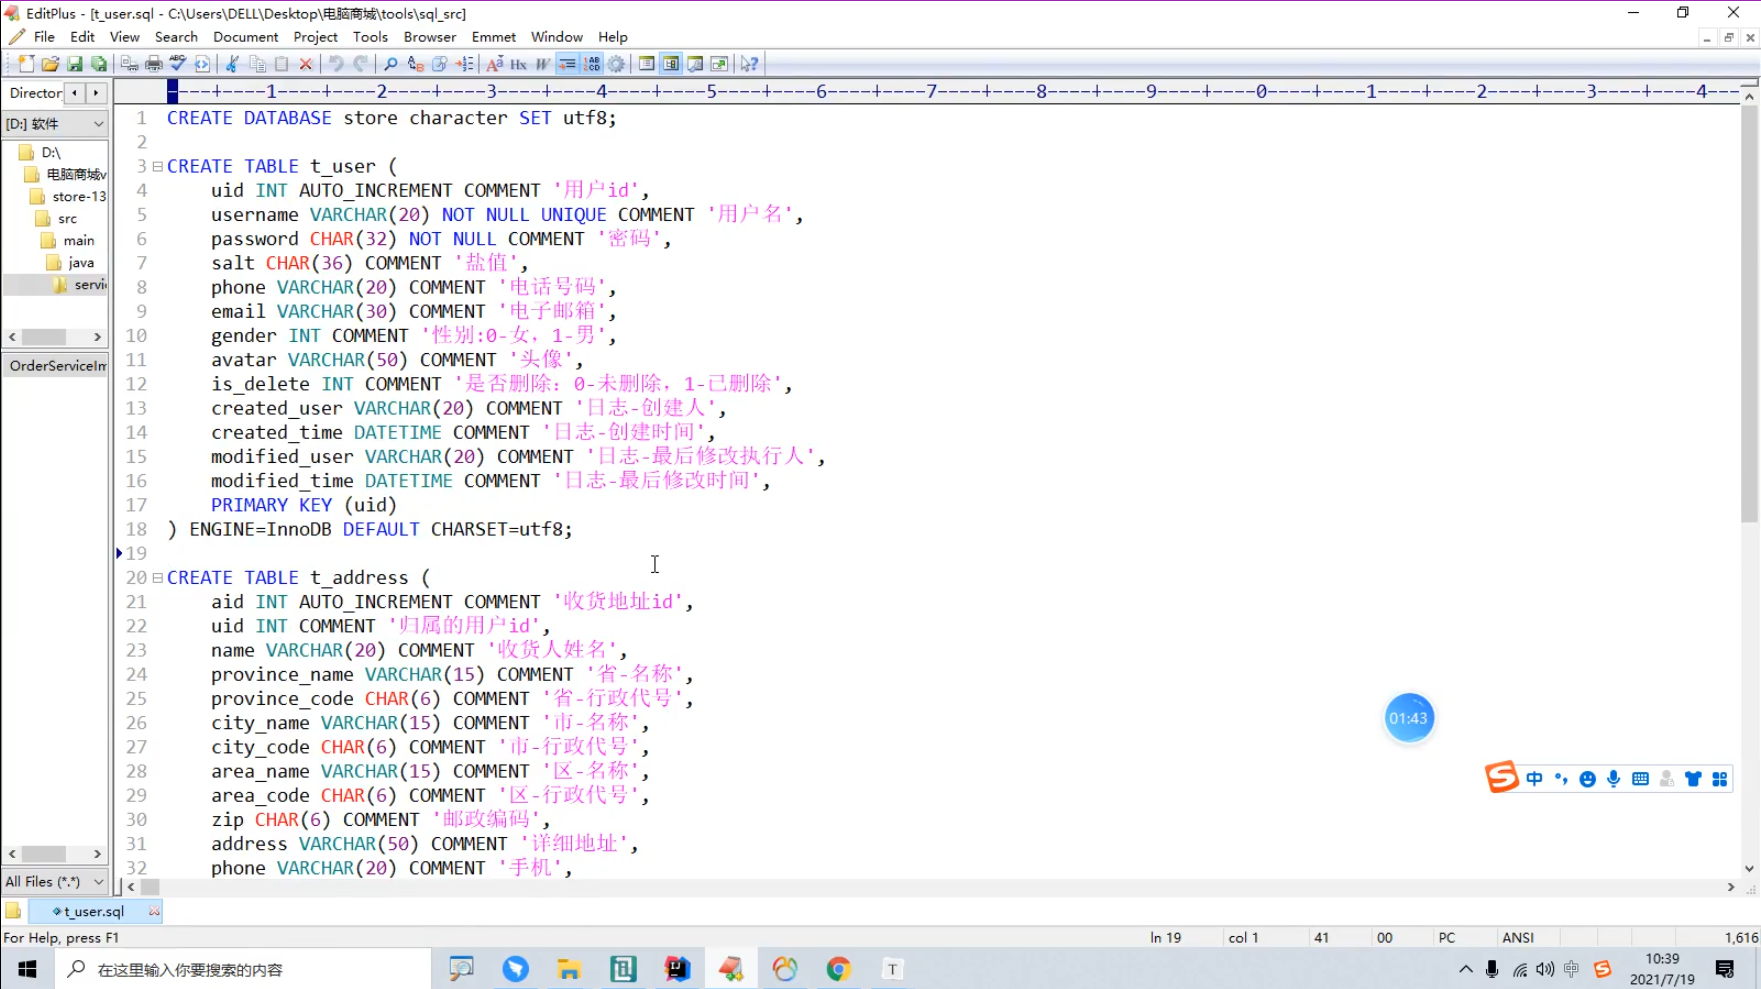 EditPlus - [t_user.sql - C:\Users\DELL\Desktop\电脑商城\tools\sql_src]
File Edit View Search Document Project Tools Browser Emmet Window Help
Director
----+----1----+----2----+----3----+----4----+----5----+----6----+----7----+----8----+----9----+----0----+----1----+----2----+----3----+----4--
[D:] 软件
D:\
电脑商城v
store-13
src
main
java
servi
OrderServiceIm
All Files (*.*)
1 CREATE DATABASE store character SET utf8;
2
3 CREATE TABLE t_user (
4 uid INT AUTO_INCREMENT COMMENT '用户id',
5 username VARCHAR(20) NOT NULL UNIQUE COMMENT '用户名',
6 password CHAR(32) NOT NULL COMMENT '密码',
7 salt CHAR(36) COMMENT '盐值',
8 phone VARCHAR(20) COMMENT '电话号码',
9 email VARCHAR(30) COMMENT '电子邮箱',
10 gender INT COMMENT '性别:0-女，1-男',
11 avatar VARCHAR(50) COMMENT '头像',
12 is_delete INT COMMENT '是否删除：0-未删除，1-已删除',
13 created_user VARCHAR(20) COMMENT '日志-创建人',
14 created_time DATETIME COMMENT '日志-创建时间',
15 modified_user VARCHAR(20) COMMENT '日志-最后修改执行人',
16 modified_time DATETIME COMMENT '日志-最后修改时间',
17 PRIMARY KEY (uid)
18 ) ENGINE=InnoDB DEFAULT CHARSET=utf8;
19
20 CREATE TABLE t_address (
21 aid INT AUTO_INCREMENT COMMENT '收货地址id',
22 uid INT COMMENT '归属的用户id',
23 name VARCHAR(20) COMMENT '收货人姓名',
24 province_name VARCHAR(15) COMMENT '省-名称',
25 province_code CHAR(6) COMMENT '省-行政代号',
26 city_name VARCHAR(15) COMMENT '市-名称',
27 city_code CHAR(6) COMMENT '市-行政代号',
28 area_name VARCHAR(15) COMMENT '区-名称',
29 area_code CHAR(6) COMMENT '区-行政代号',
30 zip CHAR(6) COMMENT '邮政编码',
31 address VARCHAR(50) COMMENT '详细地址',
32 phone VARCHAR(20) COMMENT '手机',
01:43
中
t_user.sql
For Help, press F1 ln 19 col 1 41 00 PC ANSI 1,616
在这里输入你要搜索的内容
T
中
10:39
2021/7/19